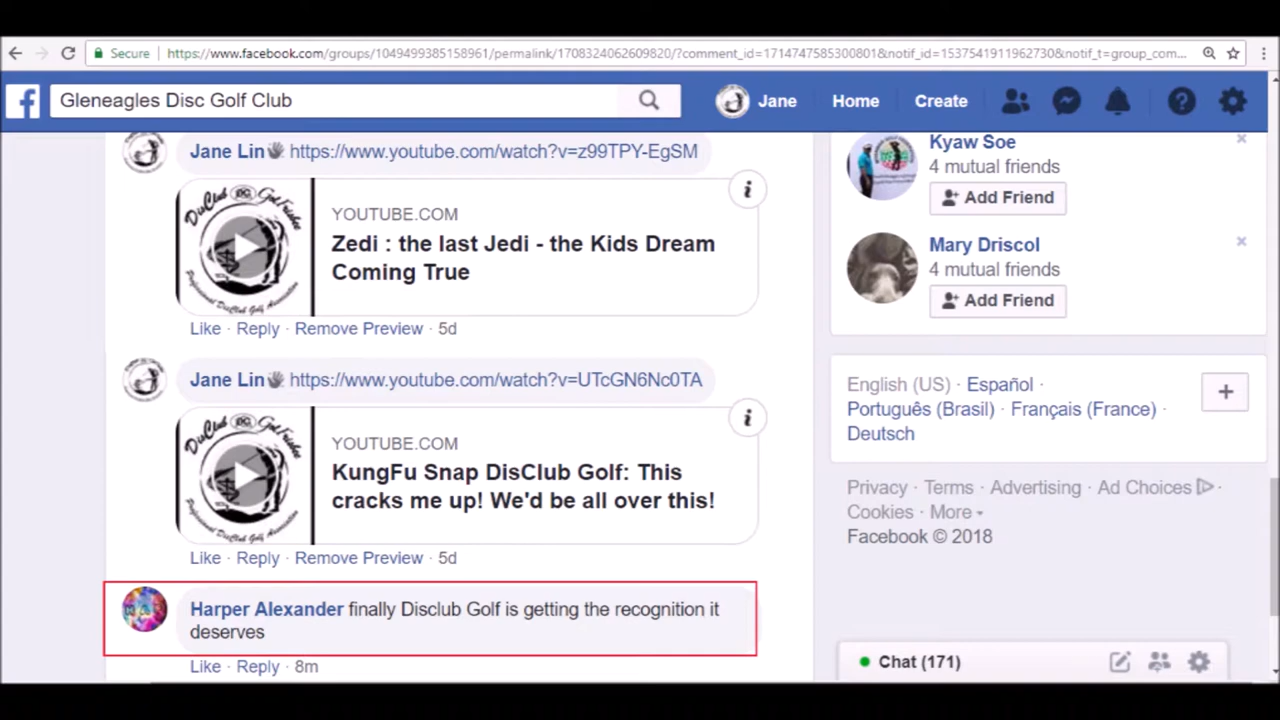 Secure https://www.facebook.com/groups/1049499385158961/permalink/1708324062609820/?comment_id=1714747585300801&notif_id=1537541911962730&notif_t=group_com...
Gleneagles Disc Golf Club
Jane
Home
Create
Jane Lin https://www.youtube.com/watch?v=z99TPY-EgSM
YOUTUBE.COM
Zedi : the last Jedi - the Kids Dream
Coming True
Like · Reply · Remove Preview · 5d
Jane Lin https://www.youtube.com/watch?v=UTcGN6Nc0TA
YOUTUBE.COM
KungFu Snap DisClub Golf: This
cracks me up! We'd be all over this!
Like · Reply · Remove Preview · 5d
Harper Alexander finally Disclub Golf is getting the recognition it
deserves
Like · Reply · 8m
Kyaw Soe
4 mutual friends
Add Friend
Mary Driscol
4 mutual friends
Add Friend
English (US) · Español ·
Português (Brasil) · Français (France) ·
Deutsch
Privacy · Terms · Advertising · Ad Choices ·
Cookies · More
Facebook © 2018
Chat (171)